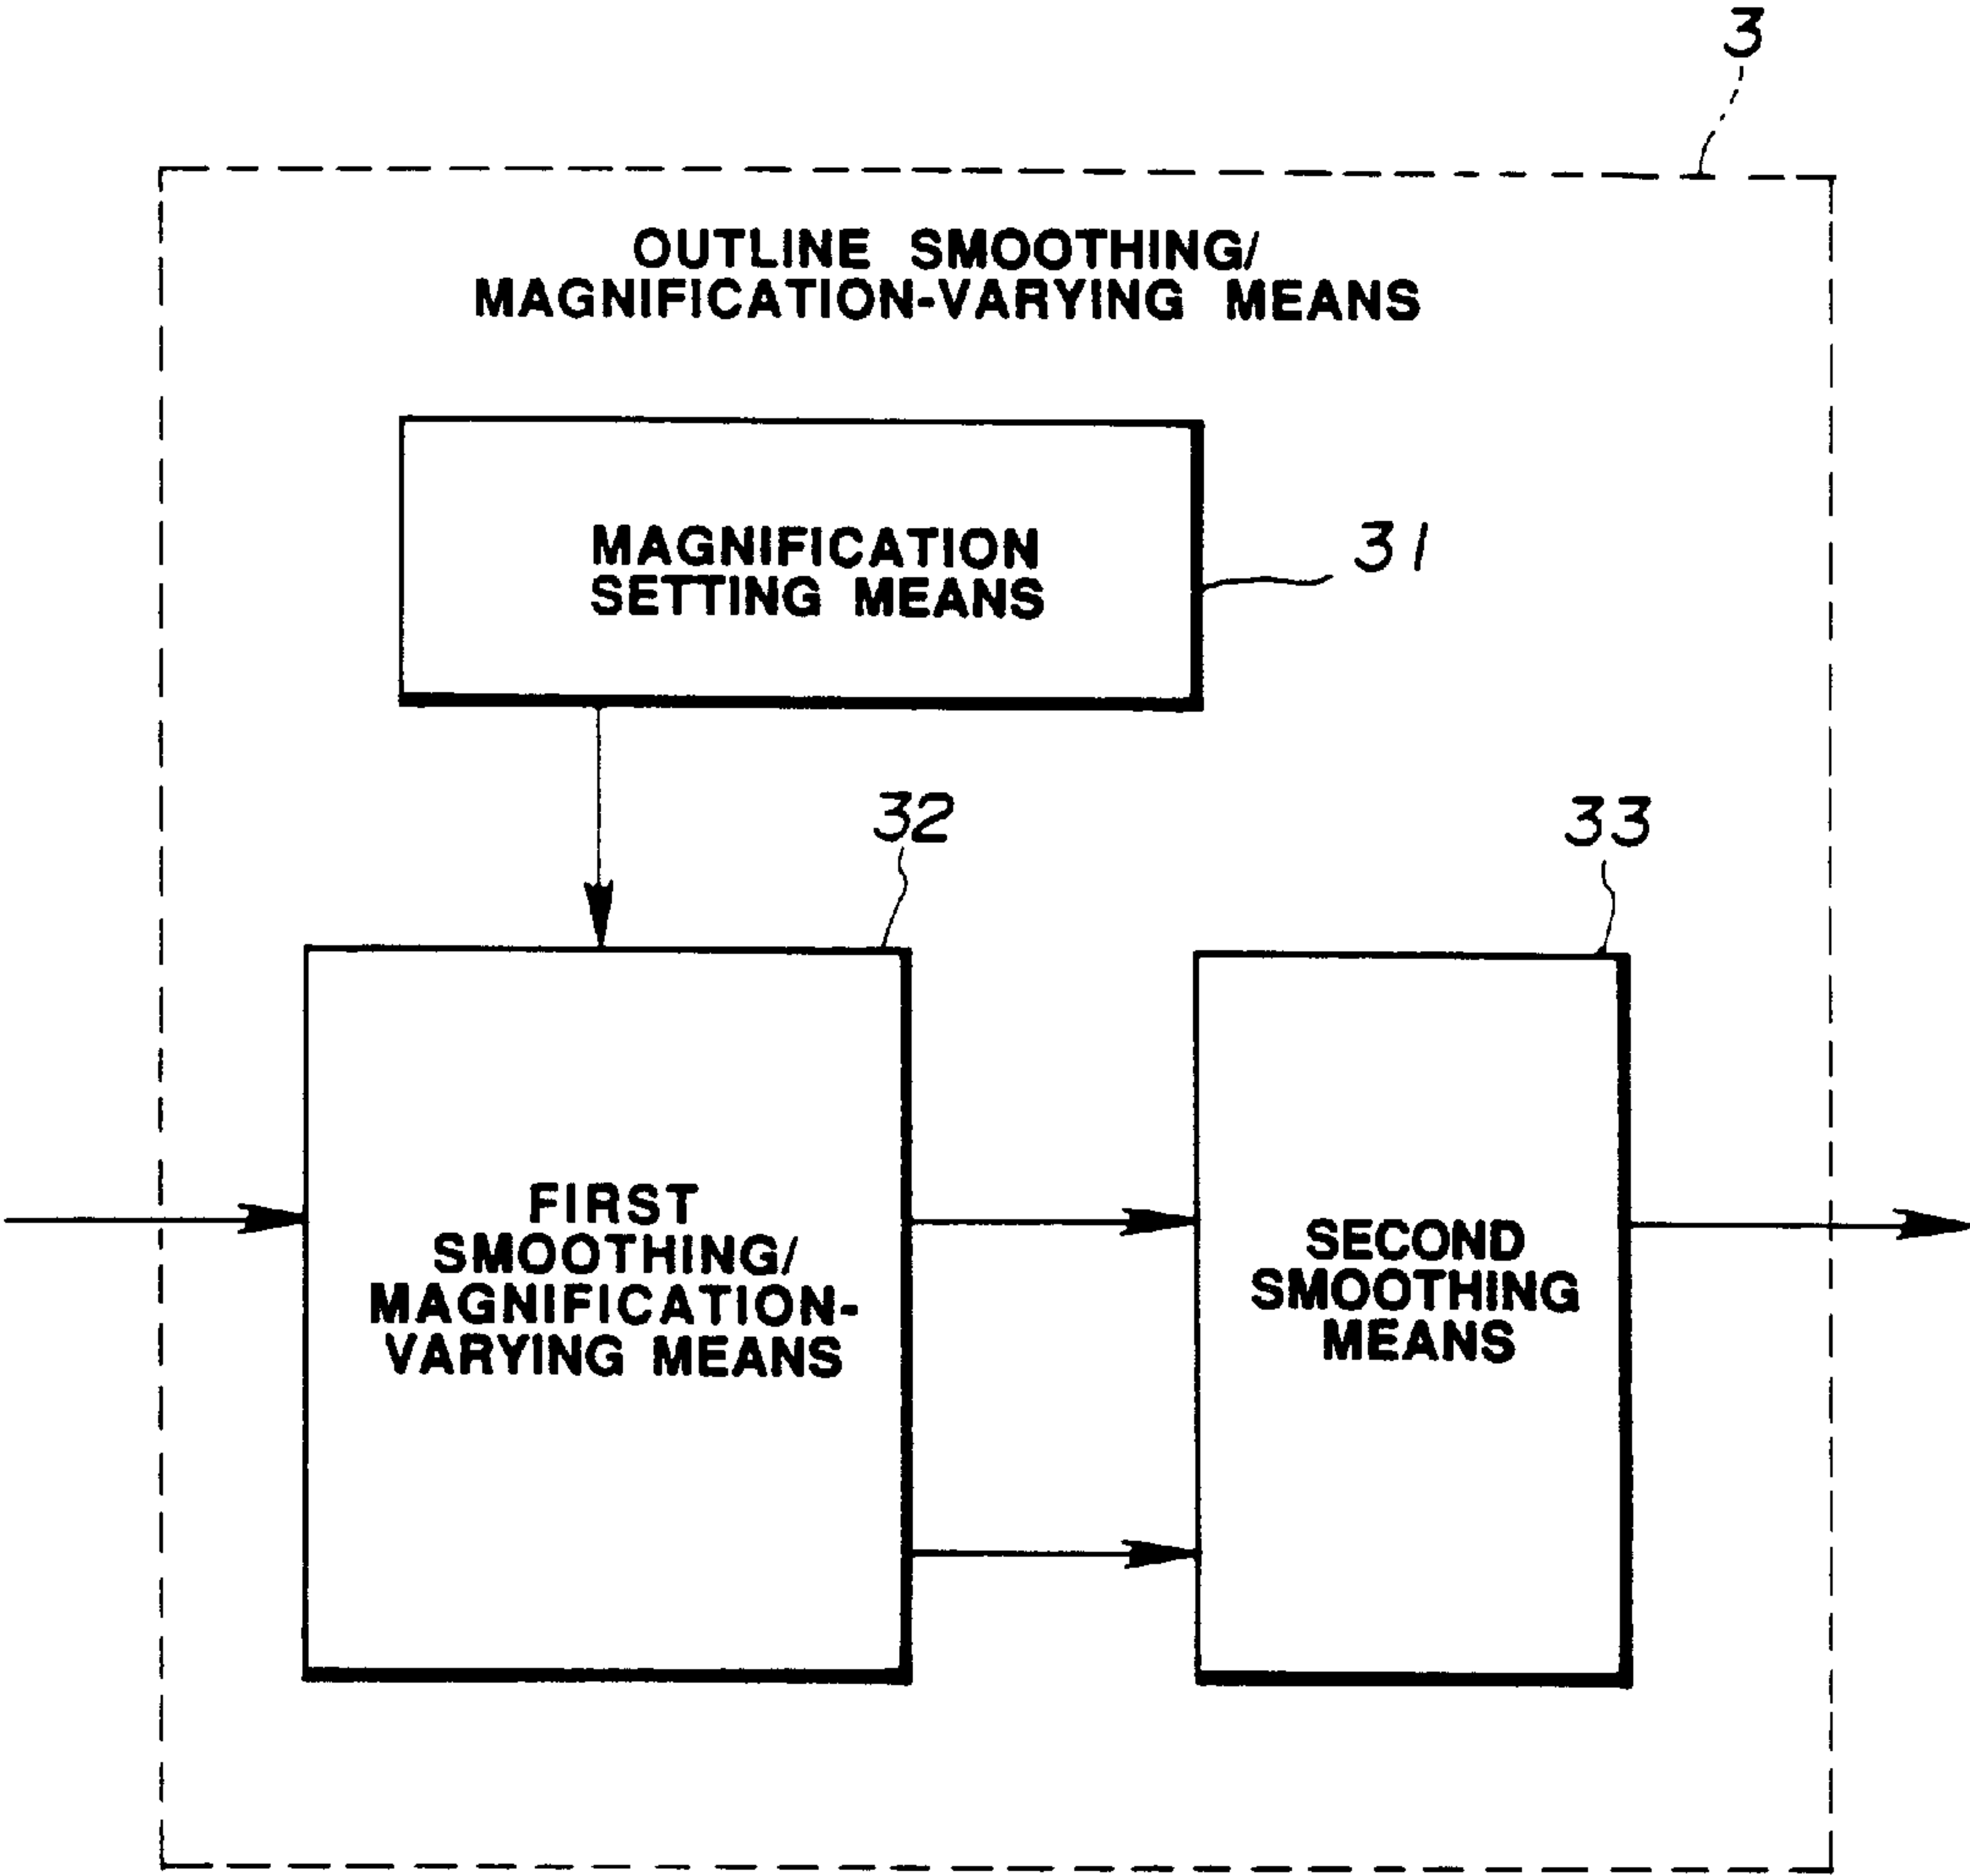 3
OUTLINE SMOOTHING/
MAGNIFICATION-VARYING MEANS
MAGNIFICATION
SETTING MEANS
31
32
33
FIRST
SMOOTHING/
MAGNIFICATION-
VARYING MEANS
SECOND
SMOOTHING
MEANS